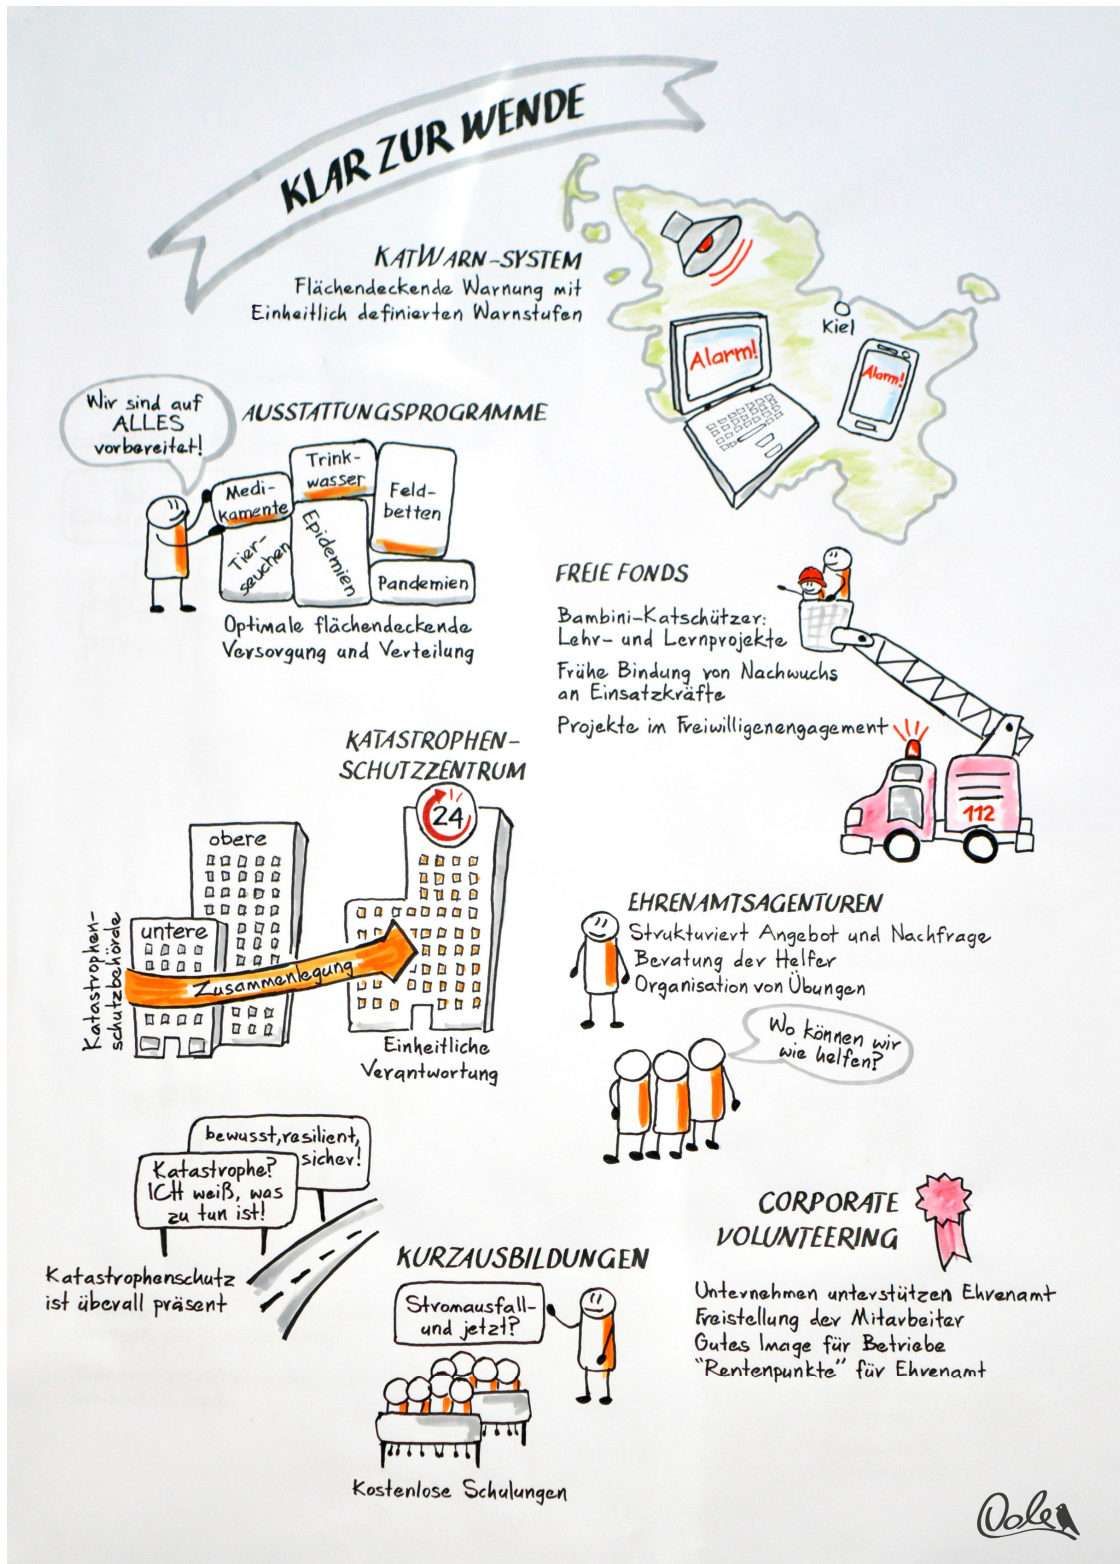 KLAR ZUR WENDE
KATWARN-SYSTEM
Flächendeckende Warnung mit
Einheitlich definierten Warnstufen
Kiel
Alarm!
Alarm!
Wir sind auf
ALLES
vorbereitet!
AUSSTATTUNGSPROGRAMME
Medi-
kamente
Trink-
wasser
Feld-
betten
Tier-
seuchen
Epidemien
Pandemien
Optimale flächendeckende
Versorgung und Verteilung
FREIE FONDS
Bambini-Katschützer:
Lehr- und Lernprojekte
Frühe Bindung von Nachwuchs
an Einsatzkräfte
Projekte im Freiwilligenengagement
112
KATASTROPHEN-
SCHUTZZENTRUM
24
obere
untere
Katastrophen-
schutzbehörde
Zusammenlegung
Einheitliche
Verantwortung
EHRENAMTSAGENTUREN
Strukturiert Angebot und Nachfrage
Beratung der Helfer
Organisation von Übungen
Wo können wir
wie helfen?
bewusst, resilient,
sicher!
Katastrophe?
ICH weiß, was
zu tun ist!
Katastrophenschutz
ist überall präsent
KURZAUSBILDUNGEN
Stromausfall-
und jetzt?
Kostenlose Schulungen
CORPORATE
VOLUNTEERING
Unternehmen unterstützen Ehrenamt
Freistellung der Mitarbeiter
Gutes Image für Betriebe
"Rentenpunkte" für Ehrenamt